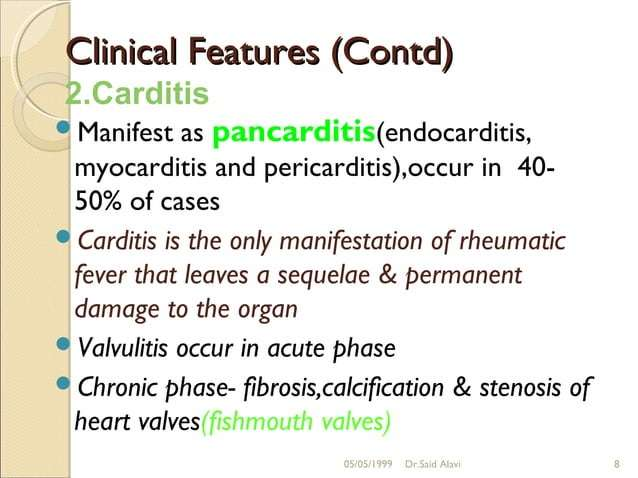 Clinical Features (Contd)
2.Carditis
Manifest as pancarditis(endocarditis,
myocarditis and pericarditis),occur in 40-
50% of cases
Carditis is the only manifestation of rheumatic
fever that leaves a sequelae & permanent
damage to the organ
Valvulitis occur in acute phase
Chronic phase- fibrosis,calcification & stenosis of
heart valves(fishmouth valves)
05/05/1999 Dr.Said Alavi 8